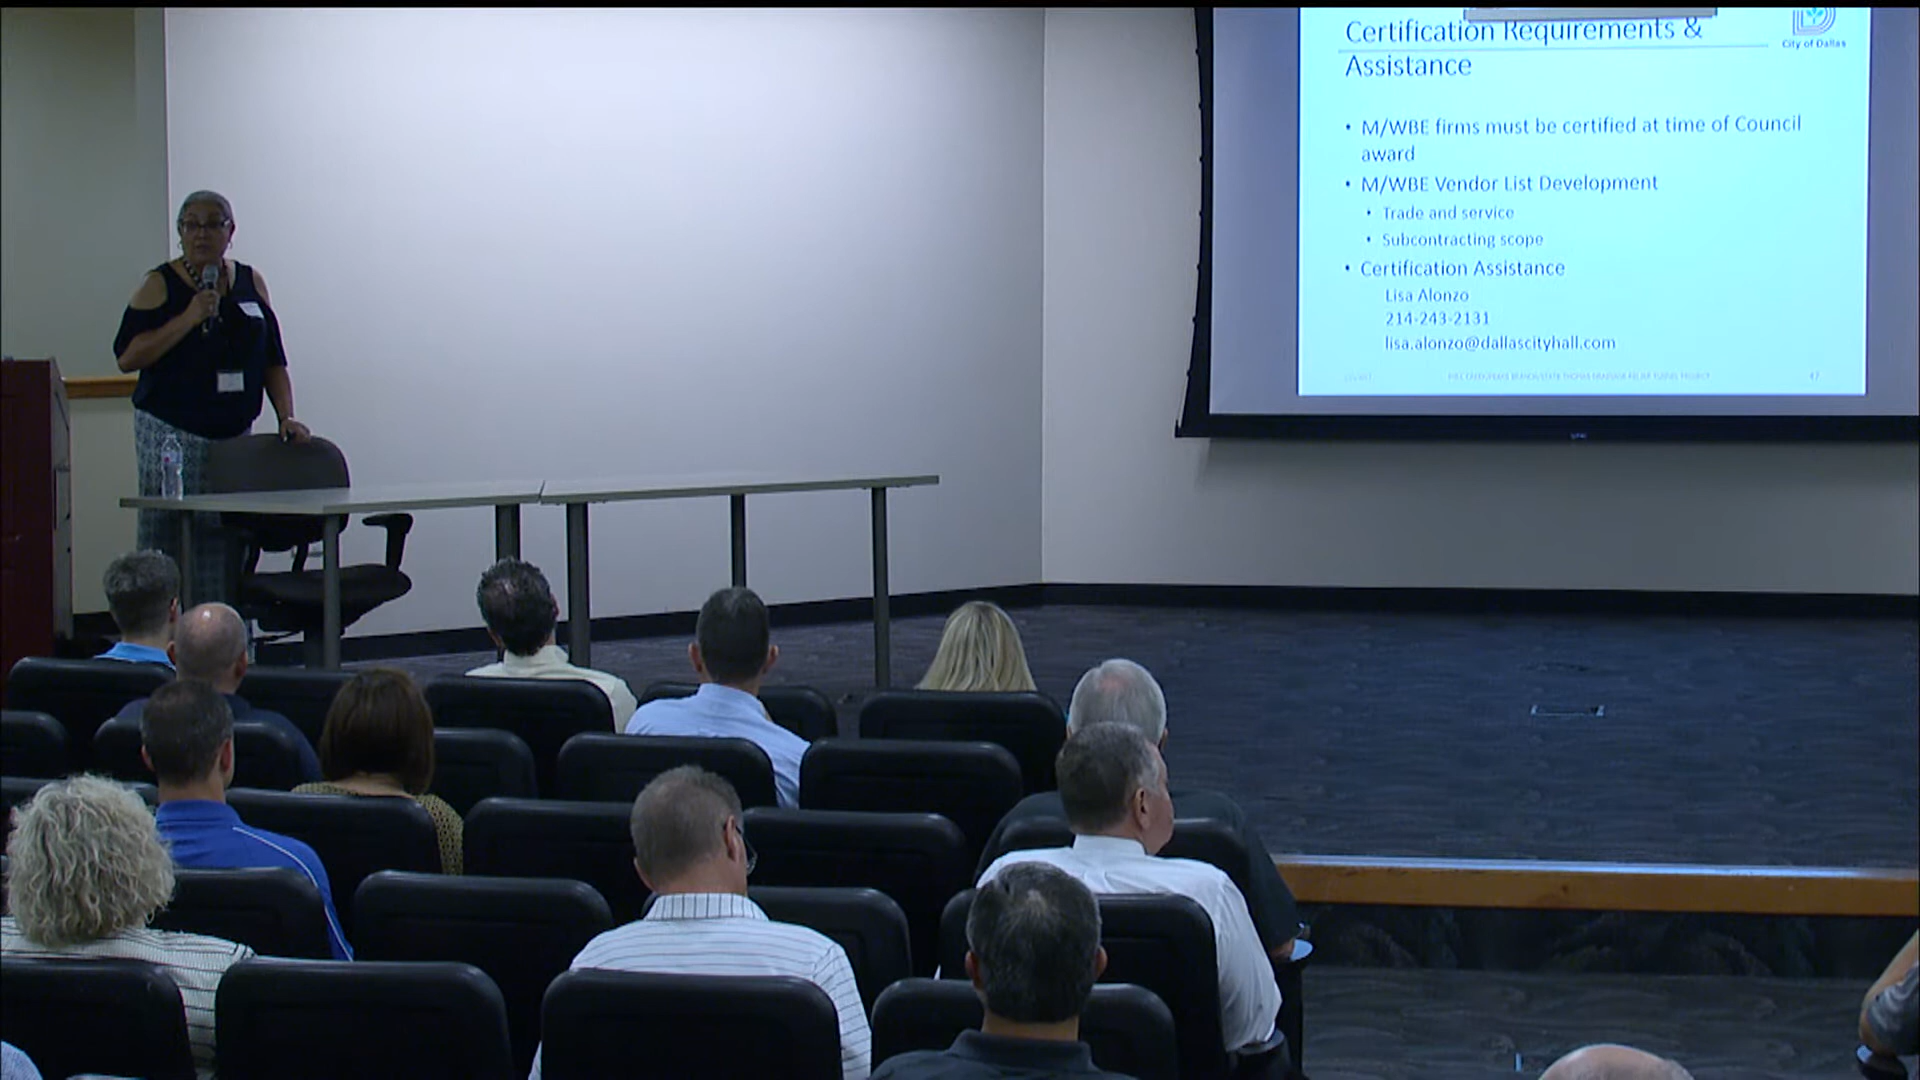 Certification Requirements &
Assistance
City of Dallas
• M/WBE firms must be certified at time of Council
award
• M/WBE Vendor List Development
• Trade and service
• Subcontracting scope
• Certification Assistance
Lisa Alonzo
214-243-2131
lisa.alonzo@dallascityhall.com
47